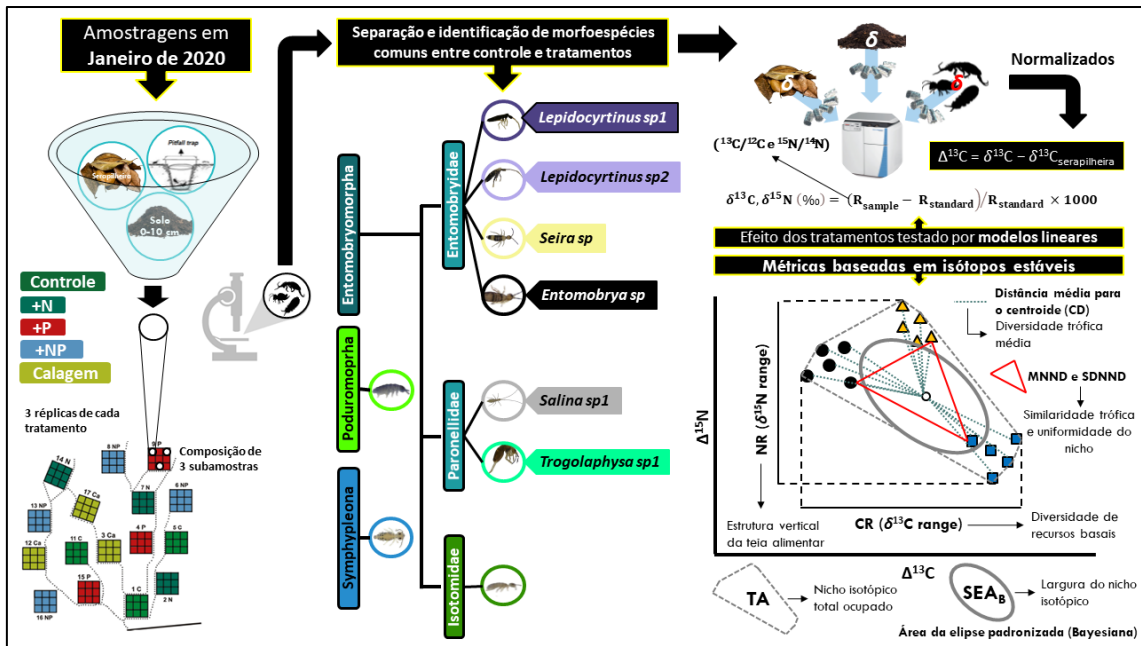 Amostragens em
Janeiro de 2020
Pitfall trap
Serapilheira
Solo
0-10 cm
Controle
+N
+P
+NP
Calagem
3 réplicas de cada
tratamento
Composição de
3 subamostras
9 P
8 NP
14 N
7 N
6 NP
17 Ca
13 NP
4 P
5 C
12 Ca
11 C
3 Ca
15 P
1 C
2 N
16 NP
Separação e identificação de morfoespécies
comuns entre controle e tratamentos
Entomobryomorpha
Poduromoprha
Symphypleona
Entomobryidae
Paronellidae
Isotomidae
Lepidocyrtinus sp1
Lepidocyrtinus sp2
Seira sp
Entomobrya sp
Salina sp1
Trogolaphysa sp1
δ
δ
δ
Normalizados
(¹³C/¹²C e ¹⁵N/¹⁴N)
Δ¹³C = δ¹³C − δ¹³Cserapilheira
δ¹³C, δ¹⁵N (‰) = (Rsample − Rstandard)/Rstandard × 1000
Efeito dos tratamentos testado por modelos lineares
Métricas baseadas em isótopos estáveis
Distância média para
o centroide (CD)
Diversidade trófica
média
MNND e SDNND
Similaridade trófica
e uniformidade do
nicho
Δ¹⁵N
NR (δ¹⁵N range)
Estrutura vertical
da teia alimentar
CR (δ¹³C range)
Diversidade de
recursos basais
Δ¹³C
TA
Nicho isotópico
total ocupado
SEAB
Largura do nicho
isotópico
Área da elipse padronizada (Bayesiana)